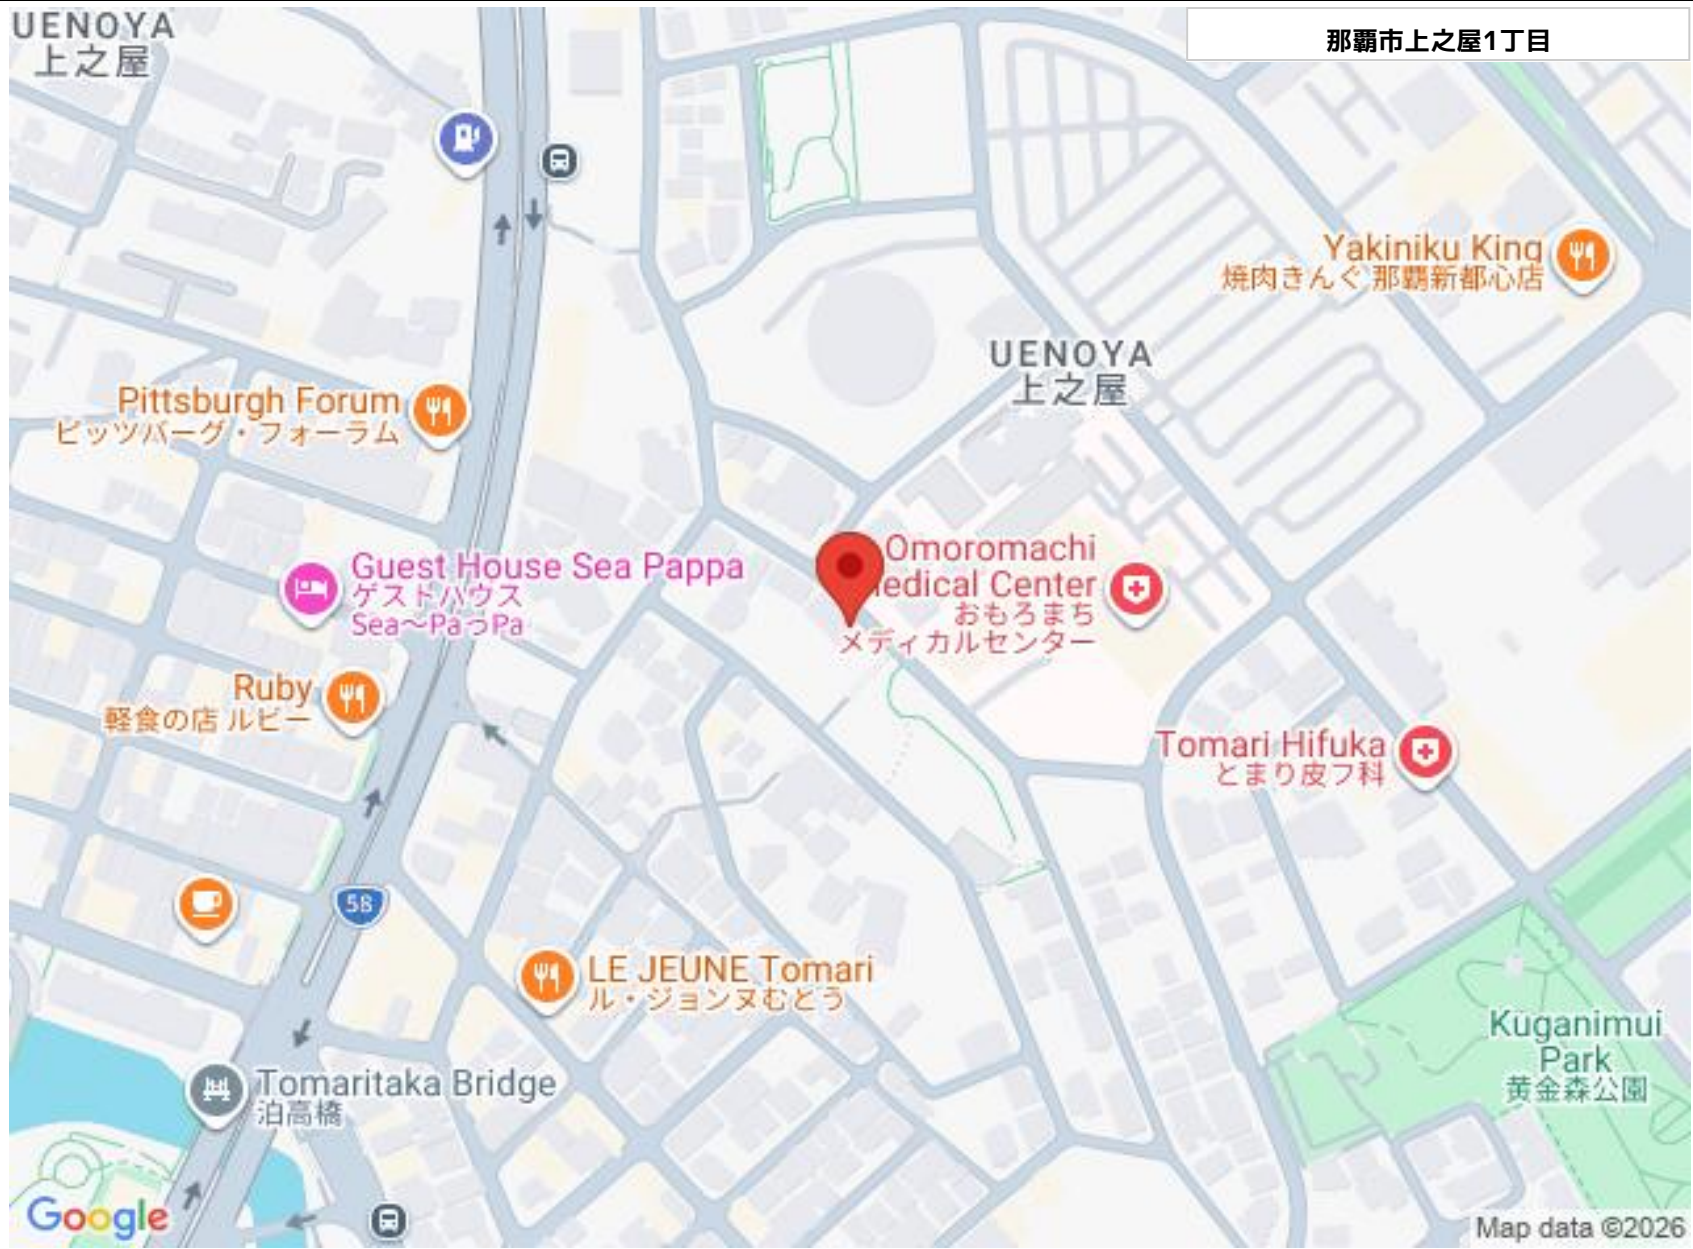 UENOYA
上之屋
那覇市上之屋1丁目
Yakiniku King
焼肉きんぐ 那覇新都心店
UENOYA
上之屋
Pittsburgh Forum
ピッツバーグ・フォーラム
Omoromachi
edical Center
おもろまち
メディカルセンター
Guest House Sea Pappa
ゲストハウス
Sea〜PaっPa
Ruby
軽食の店 ルビー
Tomari Hifuka
とまり皮フ科
58
LE JEUNE Tomari
ル・ジョンヌむとう
Kuganimui
Park
黄金森公園
Tomaritaka Bridge
泊高橋
Google
Map data ©2026